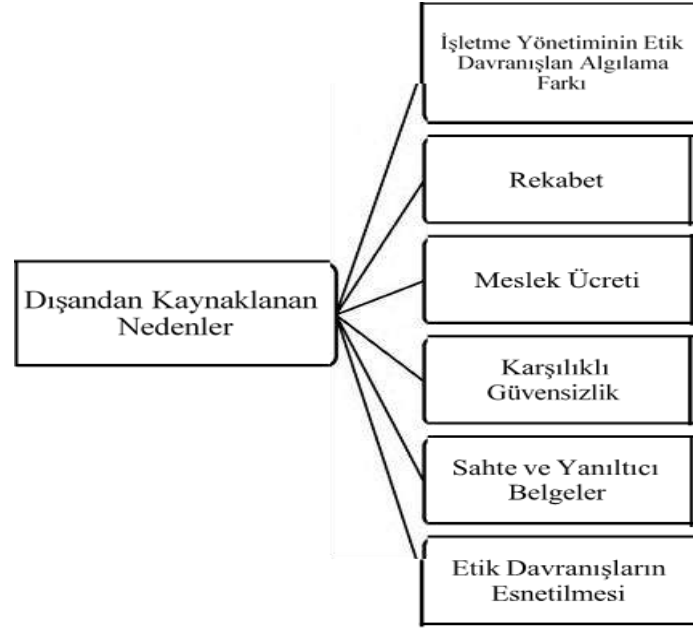 İşletme Yönetiminin Etik
Davranışlan Algılama
Farkı
Rekabet
Meslek Ücreti
Dışandan Kaynaklanan
Nedenler
Karşılıklı
Güvensizlik
Sahte ve Yanıltıcı
Belgeler
Etik Davranışların
Esnetilmesi